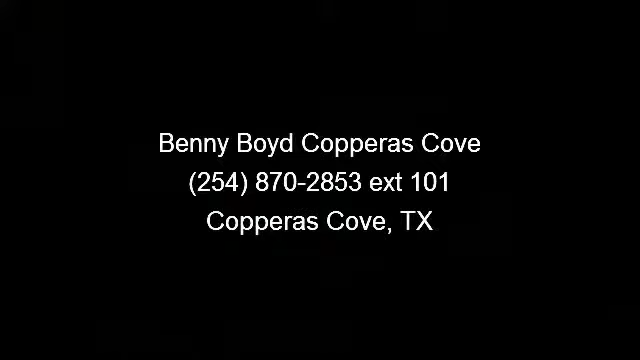 Benny Boyd Copperas Cove
(254) 870-2853 ext 101
Copperas Cove, TX